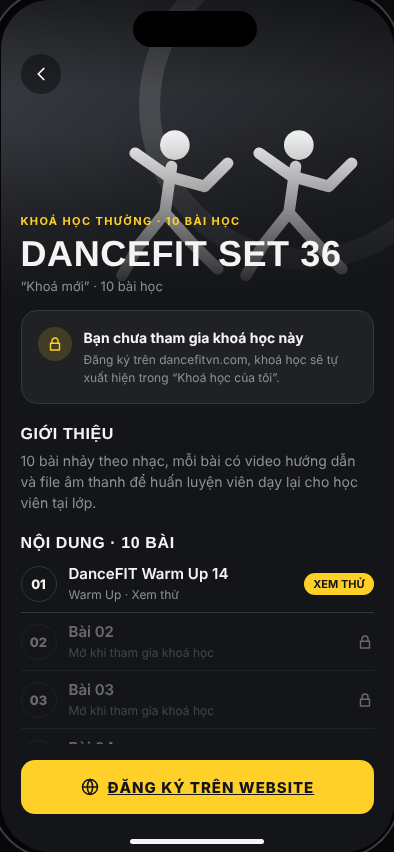 KHOÁ HỌC THƯỜNG · 10 BÀI HỌC
DANCEFIT SET 36
“Khoá mới” · 10 bài học
Bạn chưa tham gia khoá học này
Đăng ký trên dancefitvn.com, khoá học sẽ tự
xuất hiện trong “Khoá học của tôi”.
GIỚI THIỆU
10 bài nhảy theo nhạc, mỗi bài có video hướng dẫn
và file âm thanh để huấn luyện viên dạy lại cho học
viên tại lớp.
NỘI DUNG · 10 BÀI
01
DanceFIT Warm Up 14
XEM THỬ
Warm Up · Xem thử
02
Bài 02
Mở khi tham gia khoá học
03
Bài 03
Mở khi tham gia khoá học
ĐĂNG KÝ TRÊN WEBSITE